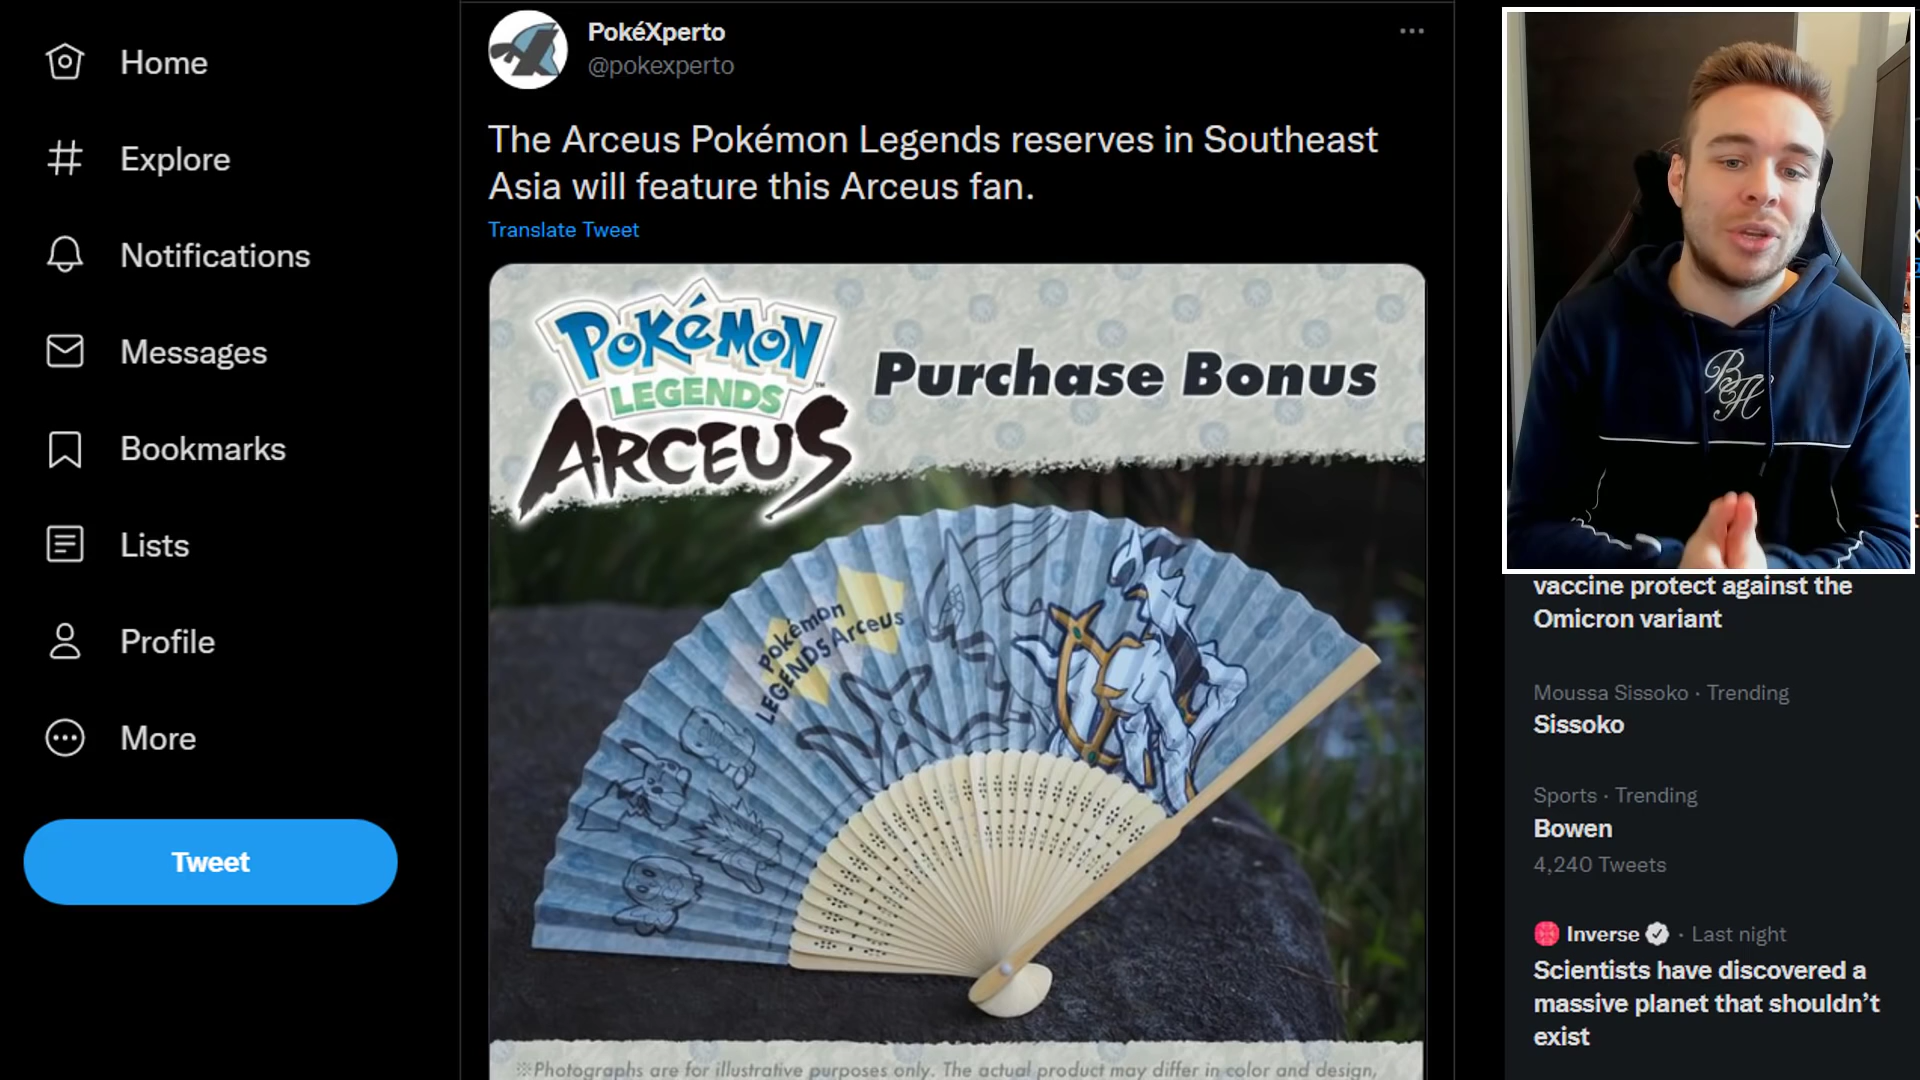 Home
Explore
Notifications
Messages
Bookmarks
Lists
Profile
More
Tweet
PokéXperto
@pokexperto
The Arceus Pokémon Legends reserves in Southeast
Asia will feature this Arceus fan.
Translate Tweet
POKéMON
LEGENDS
ARCEUS
™
Purchase Bonus
Pokémon
LEGENDS Arceus
※Photographs are for illustrative purposes only. The actual product may differ in color and design,
BH
vaccine protect against the
Omicron variant
Moussa Sissoko · Trending
Sissoko
Sports · Trending
Bowen
4,240 Tweets
Inverse · Last night
Scientists have discovered a
massive planet that shouldn't
exist